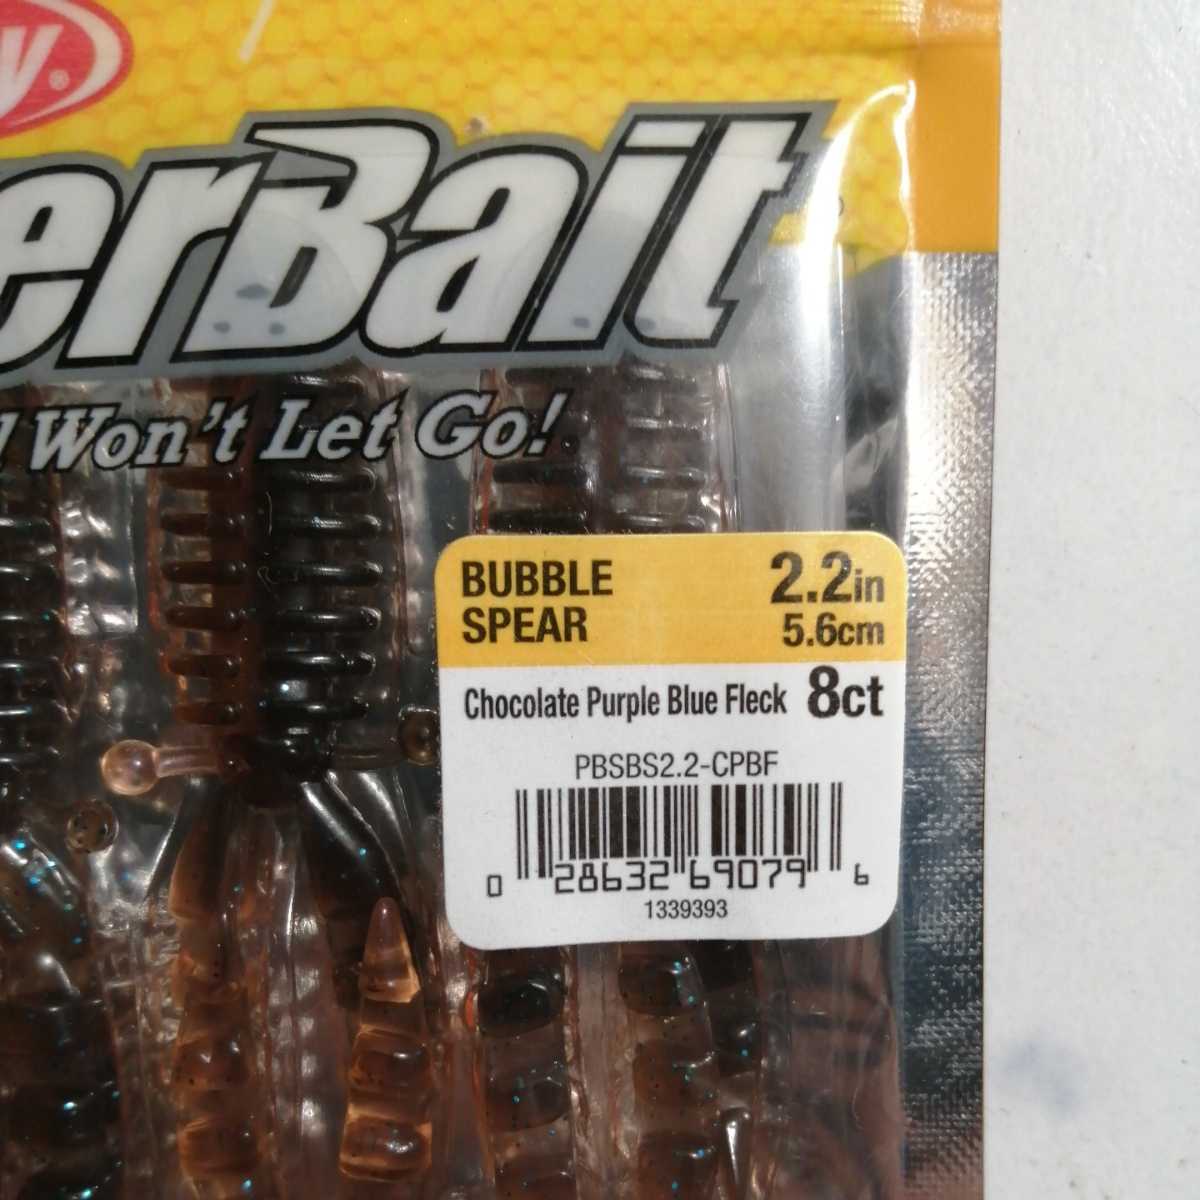 y®
erBait
Won't Let Go!
BUBBLE
SPEAR
2.2in
5.6cm
Chocolate Purple Blue Fleck 8ct
PBSBS2.2-CPBF
0 28632 69079 6
1339393